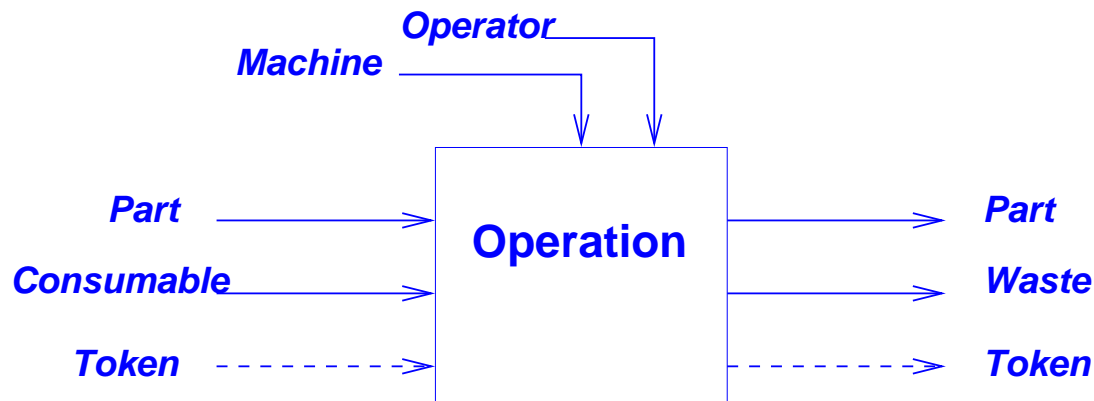 Operator
Machine
Part
Operation
Part
Consumable
Waste
Token
Token